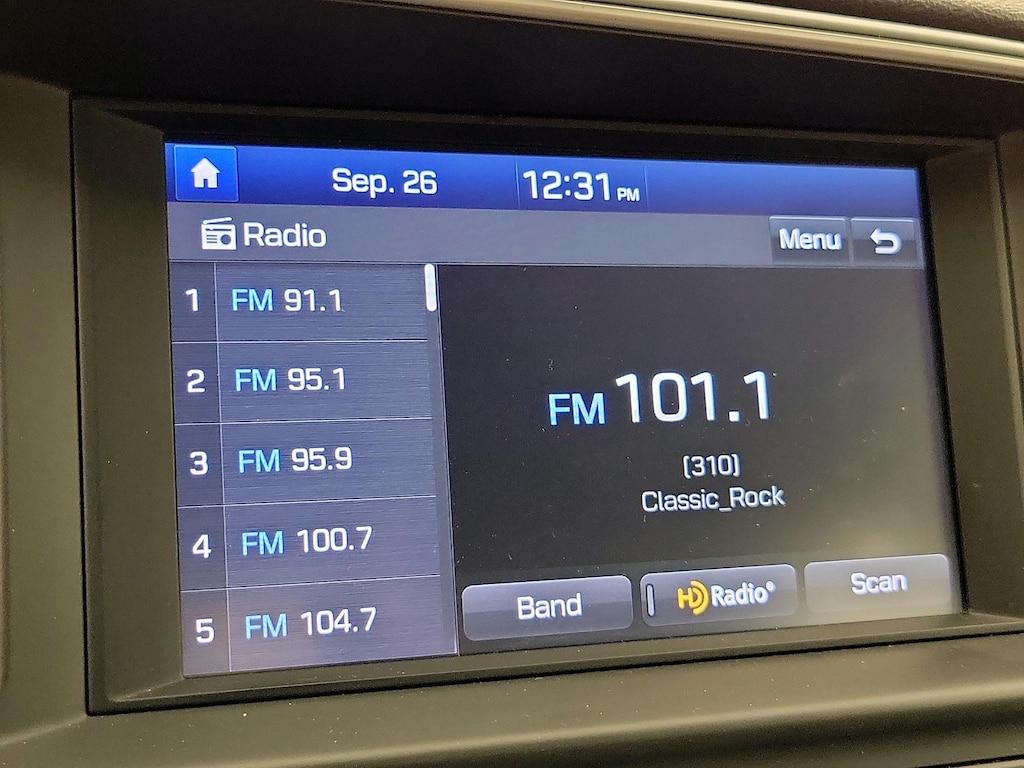 Sep. 26 12:31 PM
Radio Menu
1 FM 91.1
2 FM 95.1
3 FM 95.9
4 FM 100.7
5 FM 104.7
FM 101.1
(310)
Classic_Rock
Band HD Radio® Scan